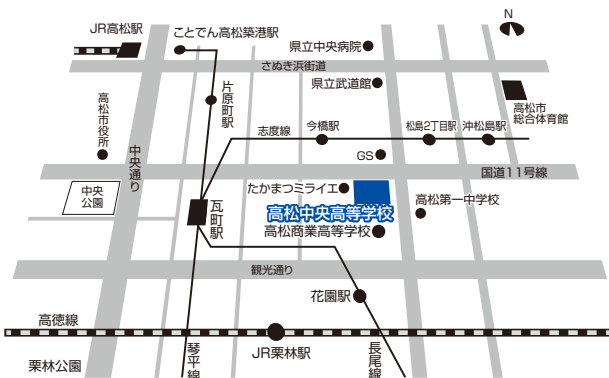 N
JR高松駅
ことでん高松築港駅
県立中央病院
さぬき浜街道
県立武道館
片原町駅
高松市役所
高松市
総合体育館
志度線
今橋駅
松島2丁目駅
沖松島駅
中央通り
GS
国道11号線
中央
公園
たかまつミライエ
高松中央高等学校
高松第一中学校
瓦町駅
高松商業高等学校
観光通り
花園駅
高徳線
JR栗林駅
栗林公園
琴平線
長尾線